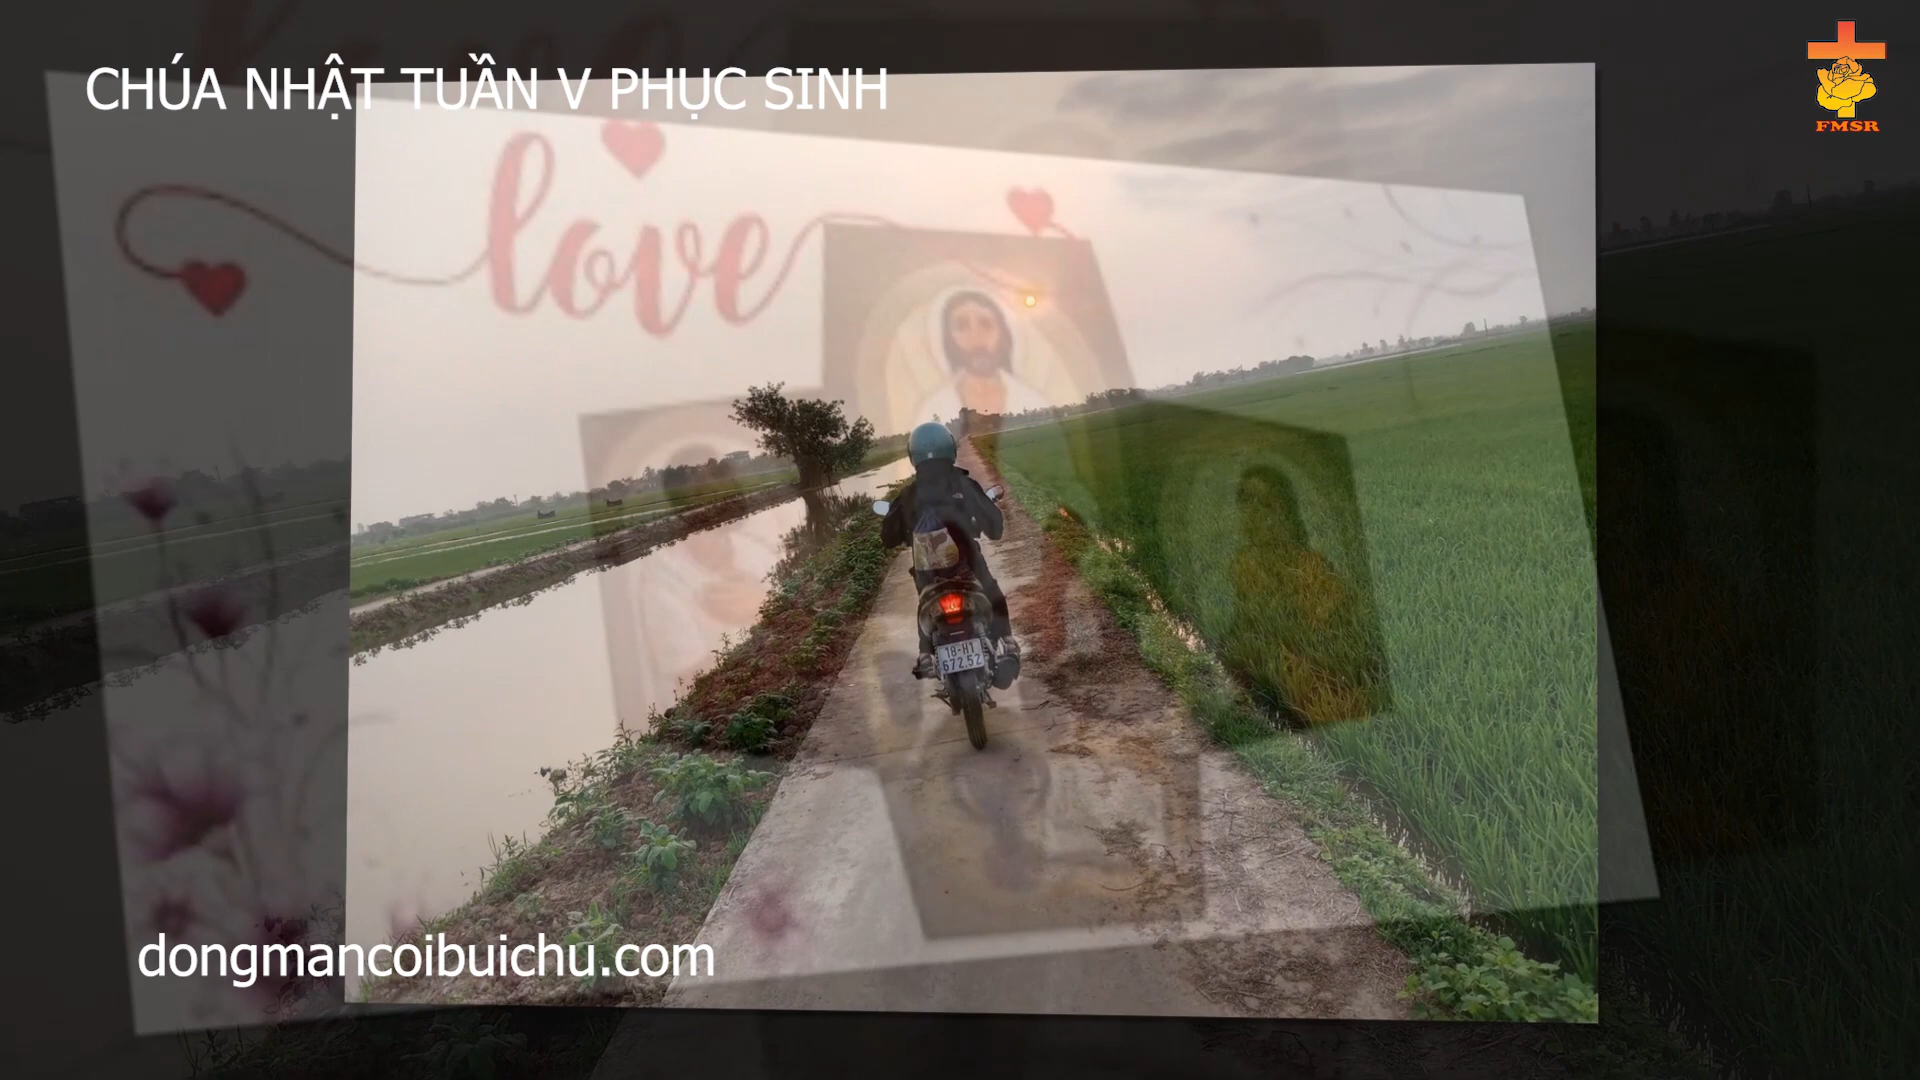 CHÚA NHẬT TUẦN V PHỤC SINH
FMSR
love
18-H1
672.52
dongmancoibuichu.com